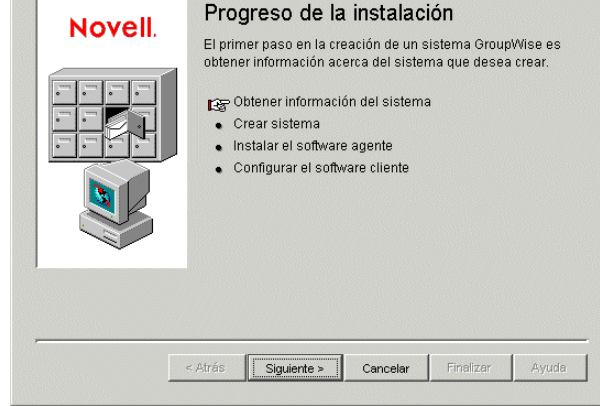 Novell.
Progreso de la instalación
El primer paso en la creación de un sistema GroupWise es
obtener información acerca del sistema que desea crear.
Obtener información del sistema
Crear sistema
Instalar el software agente
Configurar el software cliente
< Atrás
Siguiente >
Cancelar
Finalizar
Ayuda